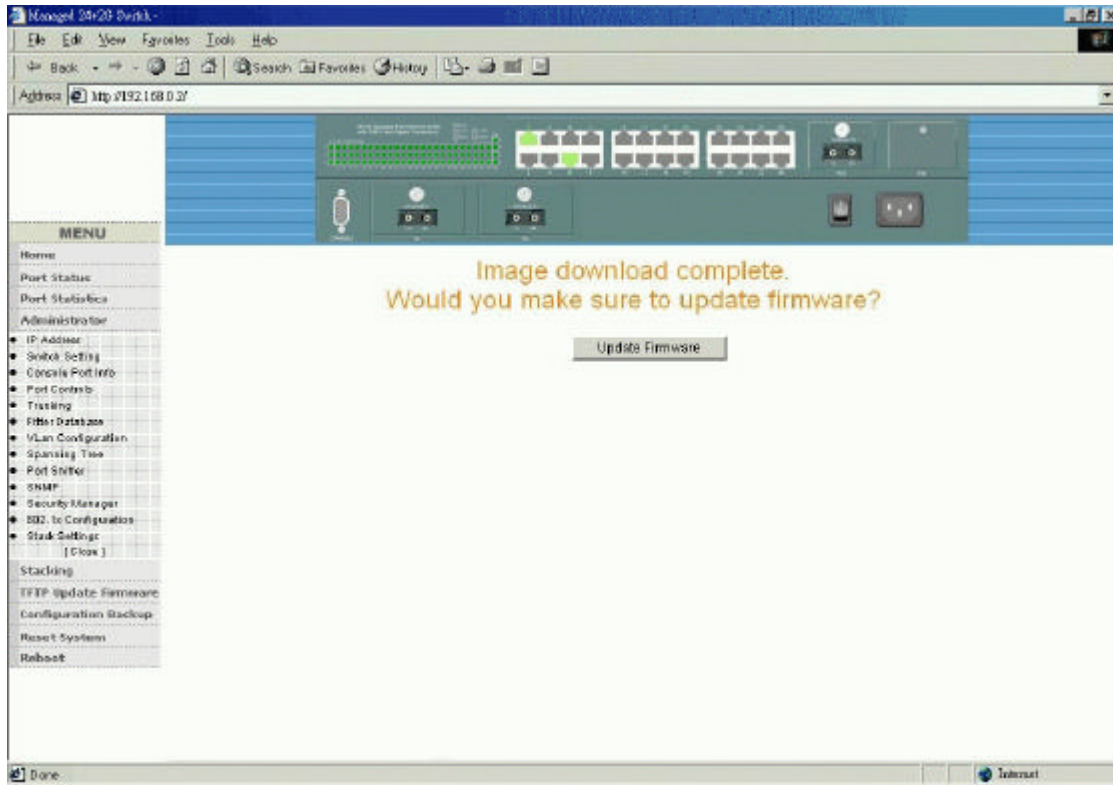 Managed 24+2G Switch -
File Edit View Favorites Tools Help
Back Search Favorites History
Address http://192.168.0.2/
MENU
Home
Port Status
Port Statistics
Administrator
IP Address
Switch Setting
Console Port Info
Port Controls
Trunking
Filter Database
VLan Configuration
Spanning Tree
Port Sniffer
SNMP
Security Manager
802.1x Configuration
Stack Settings
[ Close ]
Stacking
TFTP Update Firmware
Configuration Backup
Reset System
Reboot
Image download complete.
Would you make sure to update firmware?
Update Firmware
Done
Internet